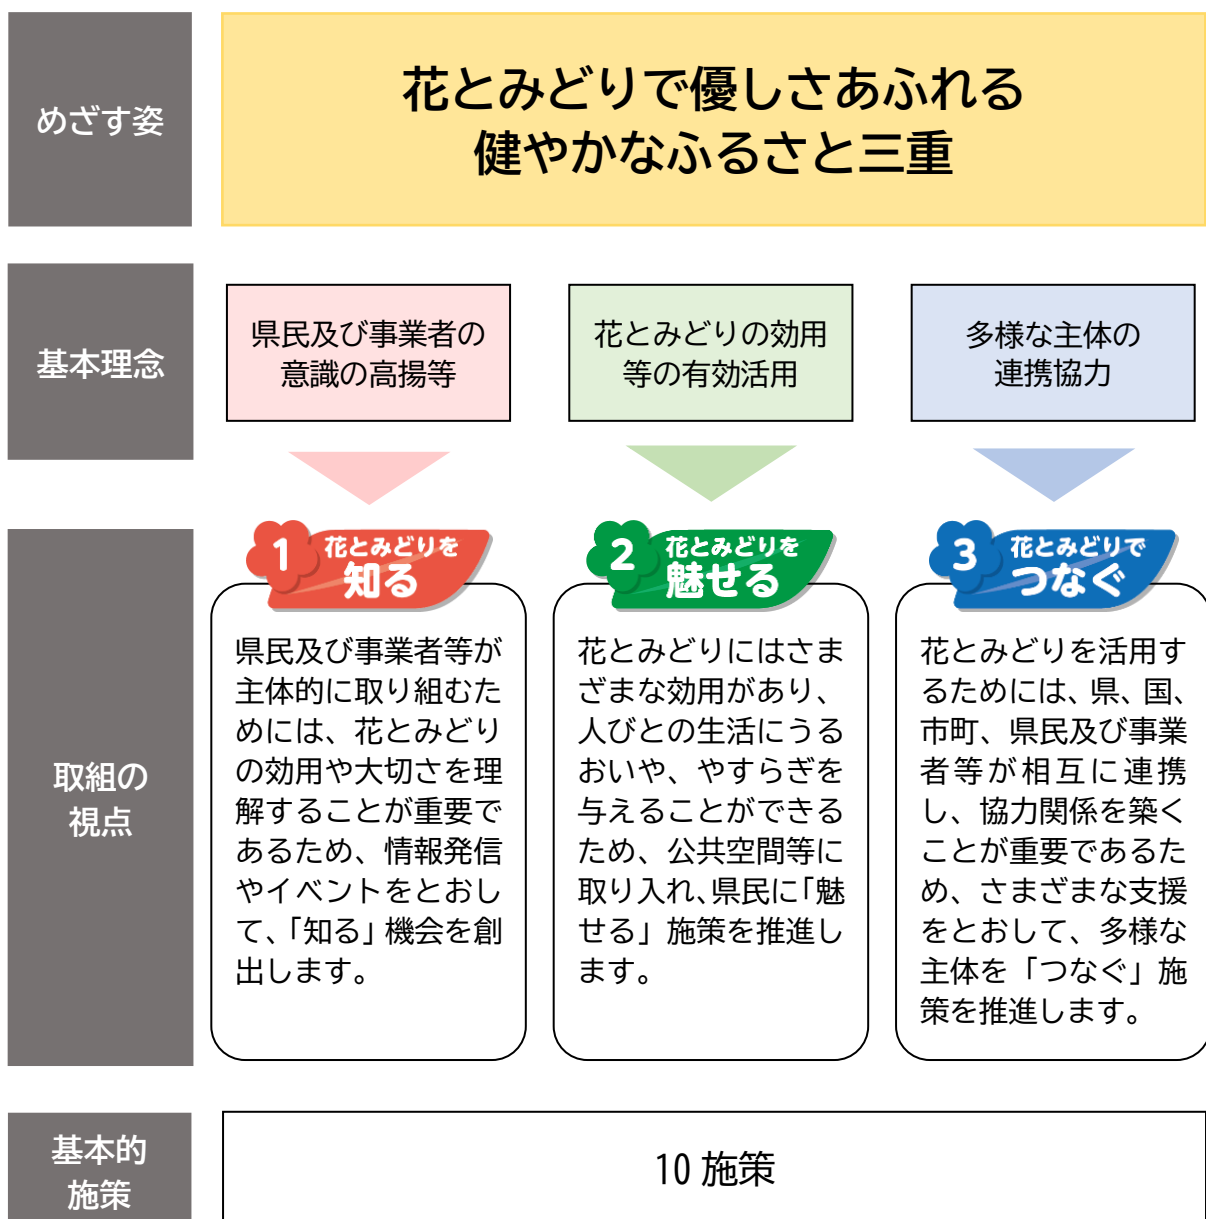 めざす姿
花とみどりで優しさあふれる
健やかなふるさと三重
基本理念
県民及び事業者の
意識の高揚等
花とみどりの効用
等の有効活用
多様な主体の
連携協力
取組の
視点
1 花とみどりを
知る
県民及び事業者等が
主体的に取り組むた
めには、花とみどり
の効用や大切さを理
解することが重要で
あるため、情報発信
やイベントをとおし
て、「知る」機会を創
出します。
2 花とみどりを
魅せる
花とみどりにはさま
ざまな効用があり、
人びとの生活にうる
おいや、やすらぎを
与えることができる
ため、公共空間等に
取り入れ、県民に「魅
せる」施策を推進し
ます。
3 花とみどりで
つなぐ
花とみどりを活用す
るためには、県、国、
市町、県民及び事業
者等が相互に連携
し、協力関係を築く
ことが重要であるた
め、さまざまな支援
をとおして、多様な
主体を「つなぐ」施
策を推進します。
基本的
施策
10 施策